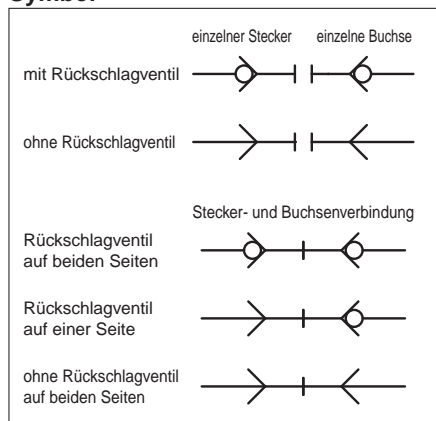 Symbol
einzelner Stecker einzelne Buchse
mit Rückschlagventil
ohne Rückschlagventil
Stecker- und Buchsenverbindung
Rückschlagventil
auf beiden Seiten
Rückschlagventil
auf einer Seite
ohne Rückschlagventil
auf beiden Seiten